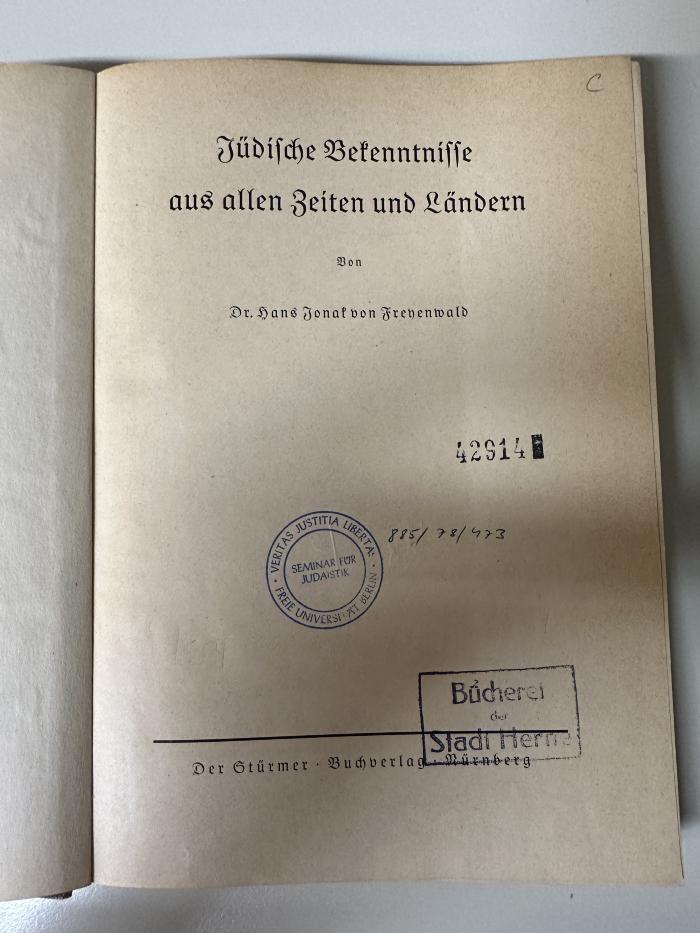 C
Jüdische Bekenntnisse
aus allen Zeiten und Ländern
Von
Dr. Hans Jonak von Freyenwald
42914
885/78/473
VERITAS JUSTITIA LIBERTAS
SEMINAR FÜR
JUDAISTIK
FREIE UNIVERSITÄT BERLIN
Bücherei
der
Stadt Herne
Der Stürmer · Buchverlag · Nürnberg